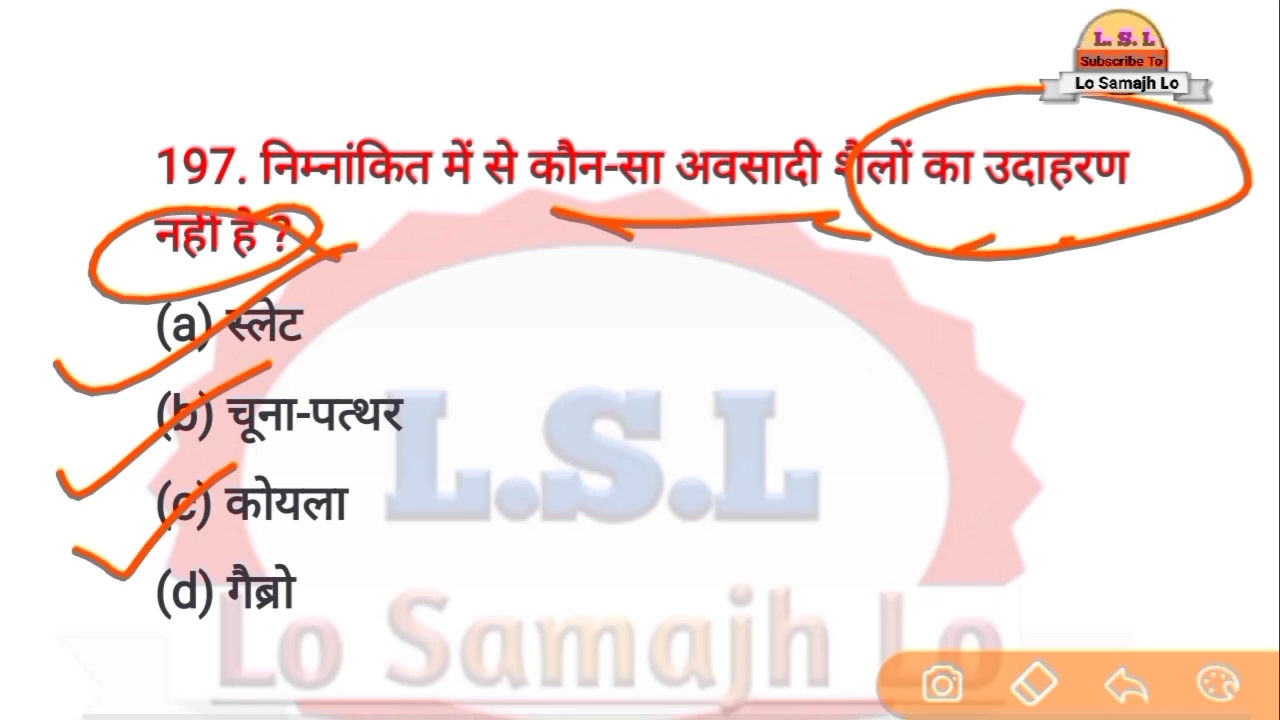 L. S. L
Subscribe To
Lo Samajh Lo
197. निम्नांकित में से कौन-सा अवसादी शैलों का उदाहरण
नहीं है ?
(a) स्लेट
(b) चूना-पत्थर
(c) कोयला
(d) गैब्रो
L.S.L
Lo Samajh Lo